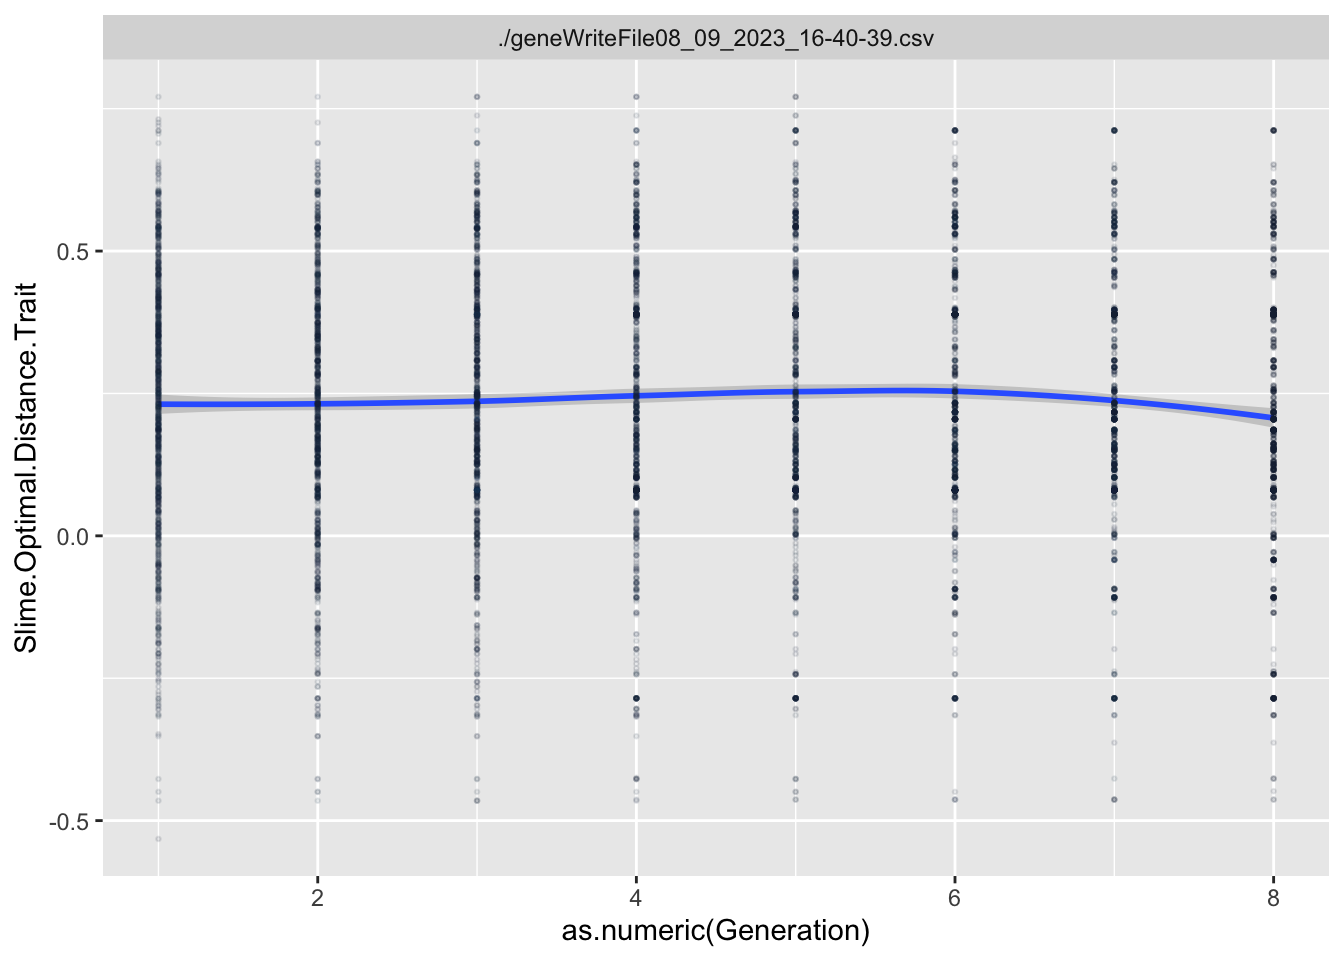 ./geneWriteFile08_09_2023_16-40-39.csv
Slime.Optimal.Distance.Trait
0.5
0.0
-0.5
2 4 6 8
as.numeric(Generation)